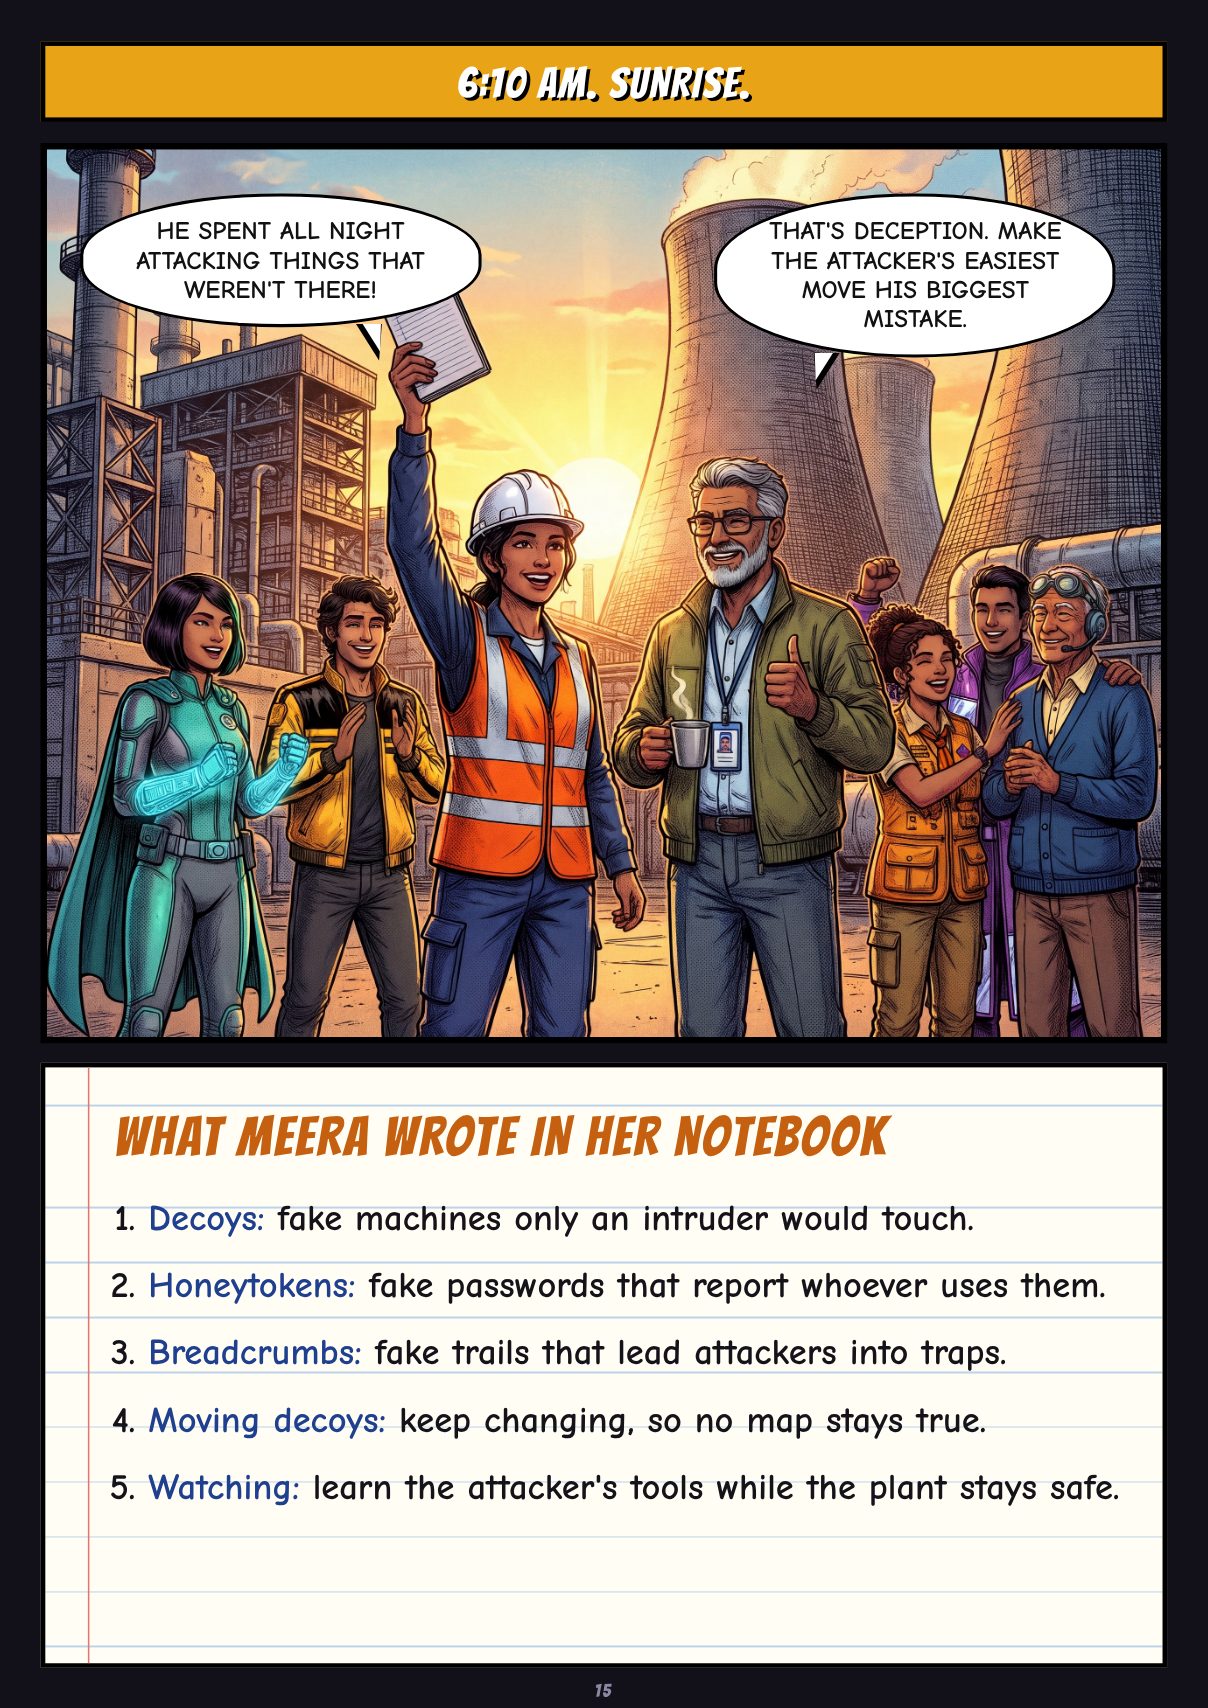 6:10 AM. SUNRISE.
HE SPENT ALL NIGHT
ATTACKING THINGS THAT
WEREN'T THERE!
THAT'S DECEPTION. MAKE
THE ATTACKER'S EASIEST
MOVE HIS BIGGEST
MISTAKE.
WHAT MEERA WROTE IN HER NOTEBOOK
1. Decoys: fake machines only an intruder would touch.
2. Honeytokens: fake passwords that report whoever uses them.
3. Breadcrumbs: fake trails that lead attackers into traps.
4. Moving decoys: keep changing, so no map stays true.
5. Watching: learn the attacker's tools while the plant stays safe.
15